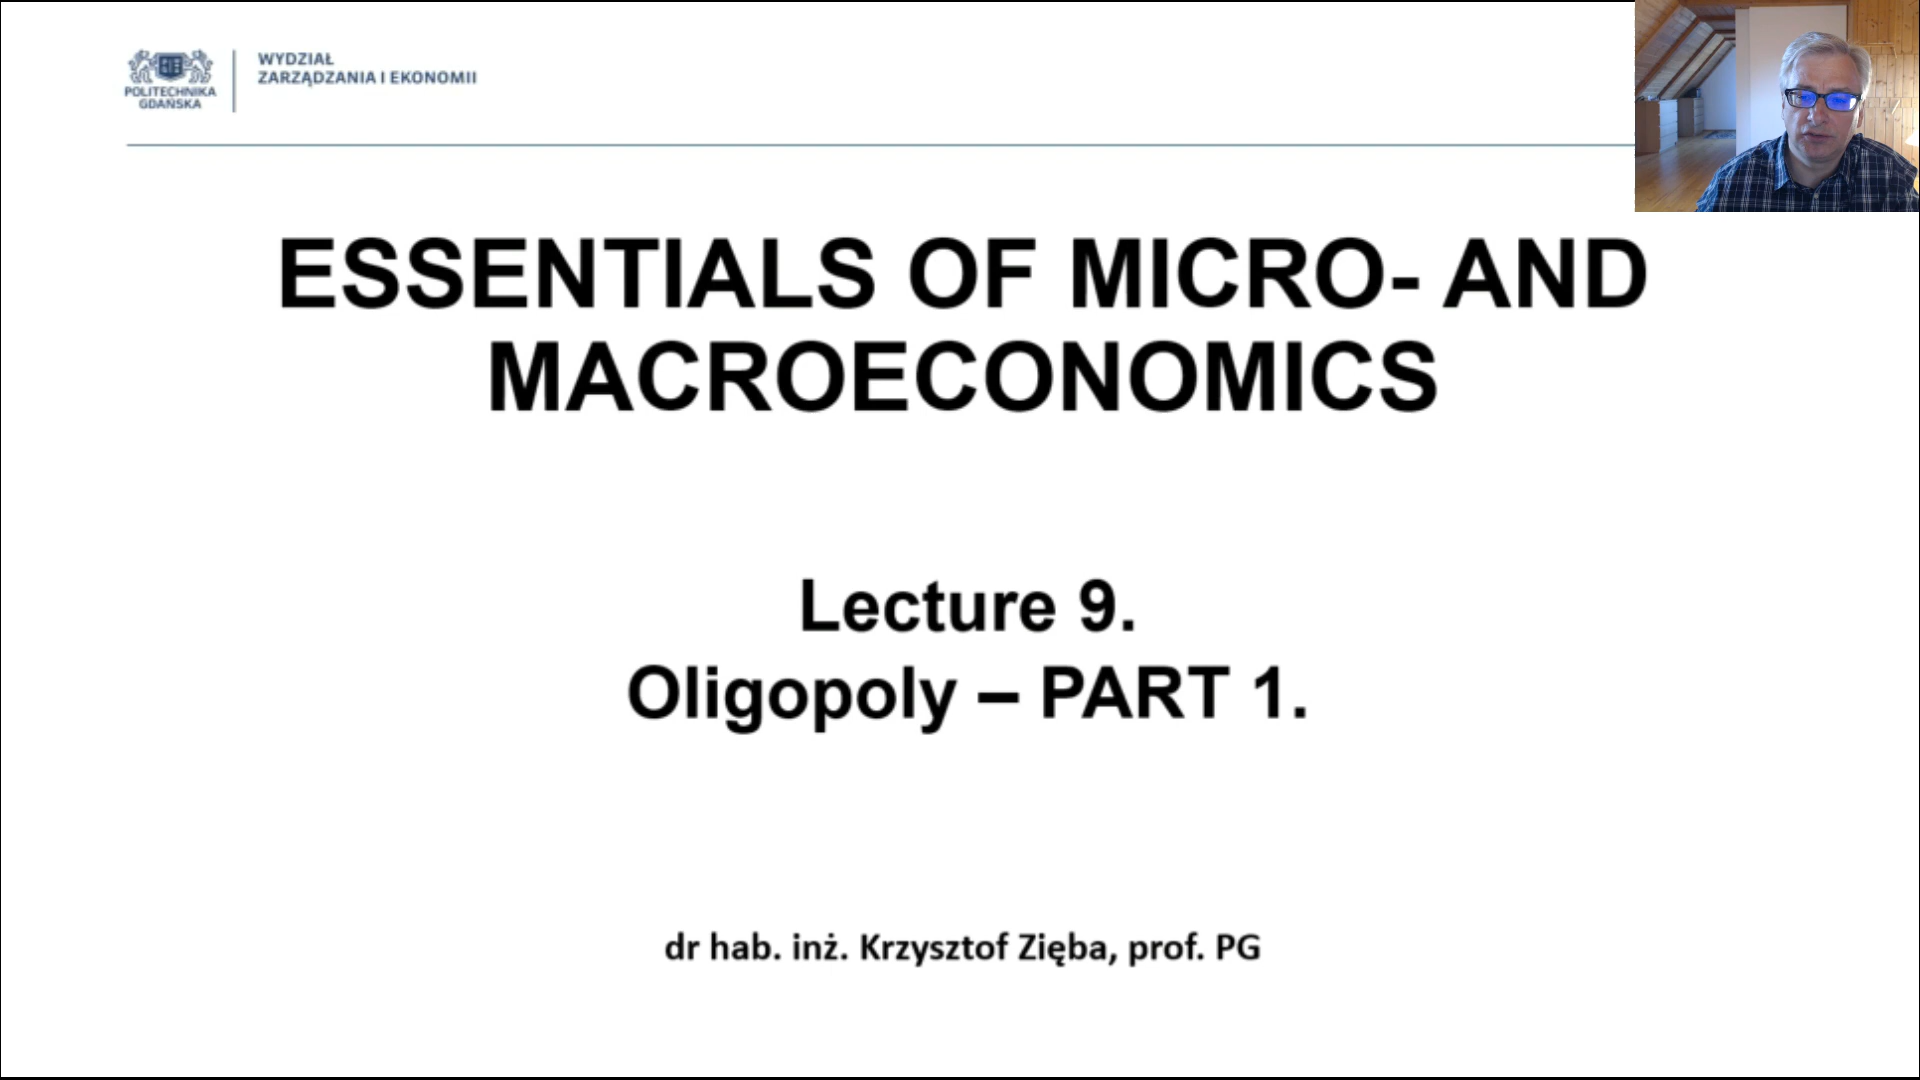 POLITECHNIKA
GDAŃSKA
WYDZIAŁ
ZARZĄDZANIA I EKONOMII
ESSENTIALS OF MICRO- AND
MACROECONOMICS
Lecture 9.
Oligopoly – PART 1.
dr hab. inż. Krzysztof Zięba, prof. PG